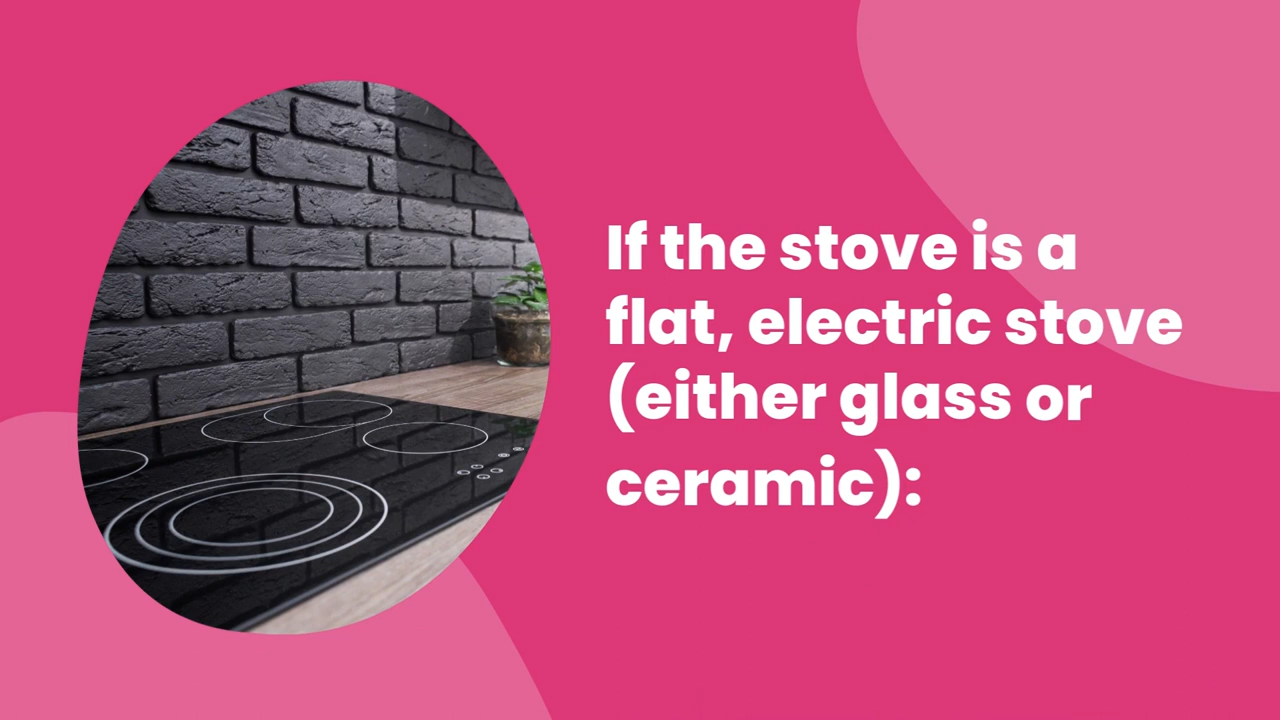 If the stove is a
flat, electric stove
(either glass or
ceramic):